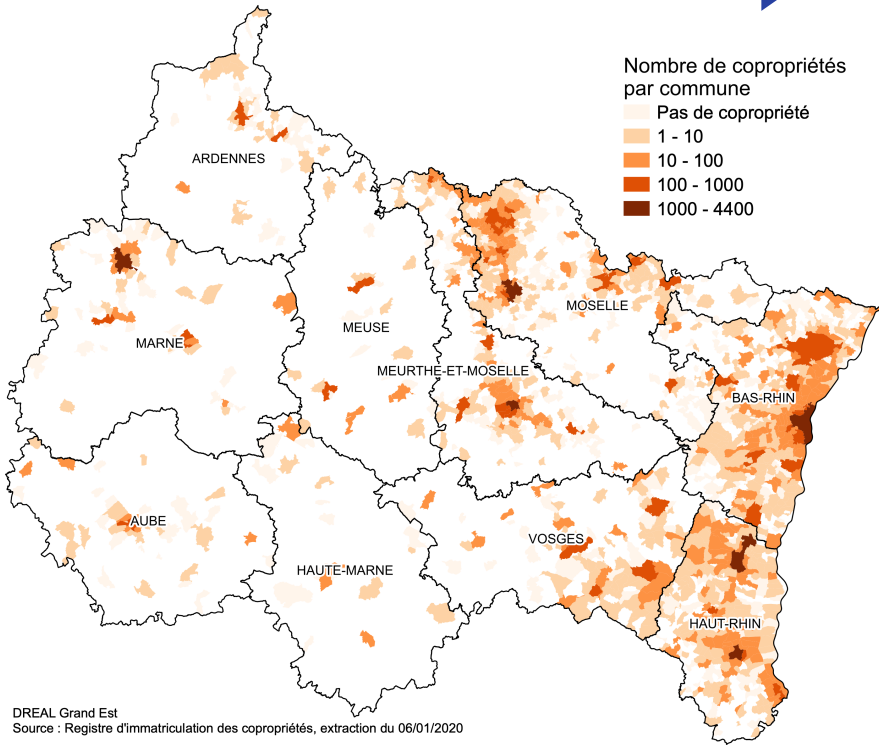 Nombre de copropriétés
par commune
Pas de copropriété
1 - 10
10 - 100
100 - 1000
1000 - 4400
ARDENNES
MARNE
MEUSE
MOSELLE
MEURTHE-ET-MOSELLE
BAS-RHIN
AUBE
VOSGES
HAUTE-MARNE
HAUT-RHIN
DREAL Grand Est
Source : Registre d'immatriculation des copropriétés, extraction du 06/01/2020